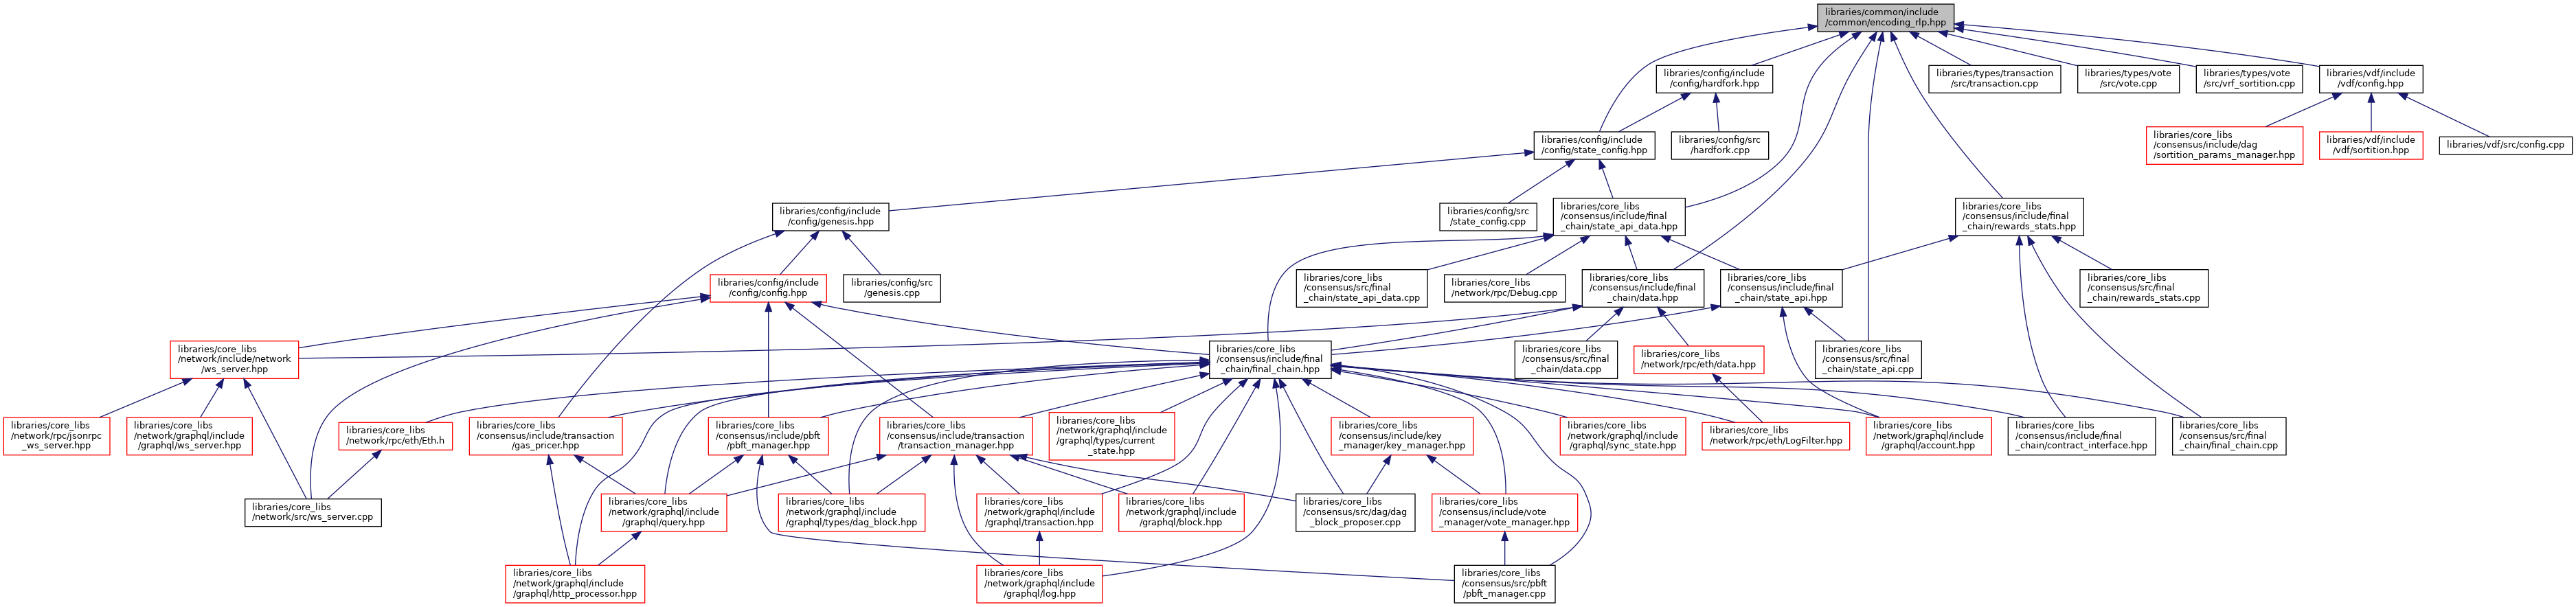 libraries/common/include
/common/encoding_rlp.hpp
libraries/config/include
/config/hardfork.hpp
libraries/types/transaction
/src/transaction.cpp
libraries/types/vote
/src/vote.cpp
libraries/types/vote
/src/vrf_sortition.cpp
libraries/vdf/include
/vdf/config.hpp
libraries/config/include
/config/state_config.hpp
libraries/config/src
/hardfork.cpp
libraries/core_libs
/consensus/include/dag
/sortition_params_manager.hpp
libraries/vdf/include
/vdf/sortition.hpp
libraries/vdf/src/config.cpp
libraries/config/include
/config/genesis.hpp
libraries/config/src
/state_config.cpp
libraries/core_libs
/consensus/include/final
_chain/state_api_data.hpp
libraries/core_libs
/consensus/include/final
_chain/rewards_stats.hpp
libraries/config/include
/config/config.hpp
libraries/config/src
/genesis.cpp
libraries/core_libs
/consensus/src/final
_chain/state_api_data.cpp
libraries/core_libs
/network/rpc/Debug.cpp
libraries/core_libs
/consensus/include/final
_chain/data.hpp
libraries/core_libs
/consensus/include/final
_chain/state_api.hpp
libraries/core_libs
/consensus/src/final
_chain/rewards_stats.cpp
libraries/core_libs
/network/include/network
/ws_server.hpp
libraries/core_libs
/consensus/include/final
_chain/final_chain.hpp
libraries/core_libs
/consensus/src/final
_chain/data.cpp
libraries/core_libs
/network/rpc/eth/data.hpp
libraries/core_libs
/consensus/src/final
_chain/state_api.cpp
libraries/core_libs
/network/rpc/jsonrpc
_ws_server.hpp
libraries/core_libs
/network/graphql/include
/graphql/ws_server.hpp
libraries/core_libs
/network/rpc/eth/Eth.h
libraries/core_libs
/consensus/include/transaction
/gas_pricer.hpp
libraries/core_libs
/consensus/include/pbft
/pbft_manager.hpp
libraries/core_libs
/consensus/include/transaction
/transaction_manager.hpp
libraries/core_libs
/network/graphql/include
/graphql/types/current
_state.hpp
libraries/core_libs
/consensus/include/key
_manager/key_manager.hpp
libraries/core_libs
/network/graphql/include
/graphql/sync_state.hpp
libraries/core_libs
/network/rpc/eth/LogFilter.hpp
libraries/core_libs
/network/graphql/include
/graphql/account.hpp
libraries/core_libs
/consensus/include/final
_chain/contract_interface.hpp
libraries/core_libs
/consensus/src/final
_chain/final_chain.cpp
libraries/core_libs
/network/src/ws_server.cpp
libraries/core_libs
/network/graphql/include
/graphql/query.hpp
libraries/core_libs
/network/graphql/include
/graphql/types/dag_block.hpp
libraries/core_libs
/network/graphql/include
/graphql/transaction.hpp
libraries/core_libs
/network/graphql/include
/graphql/block.hpp
libraries/core_libs
/consensus/src/dag/dag
_block_proposer.cpp
libraries/core_libs
/consensus/include/vote
_manager/vote_manager.hpp
libraries/core_libs
/network/graphql/include
/graphql/http_processor.hpp
libraries/core_libs
/network/graphql/include
/graphql/log.hpp
libraries/core_libs
/consensus/src/pbft
/pbft_manager.cpp